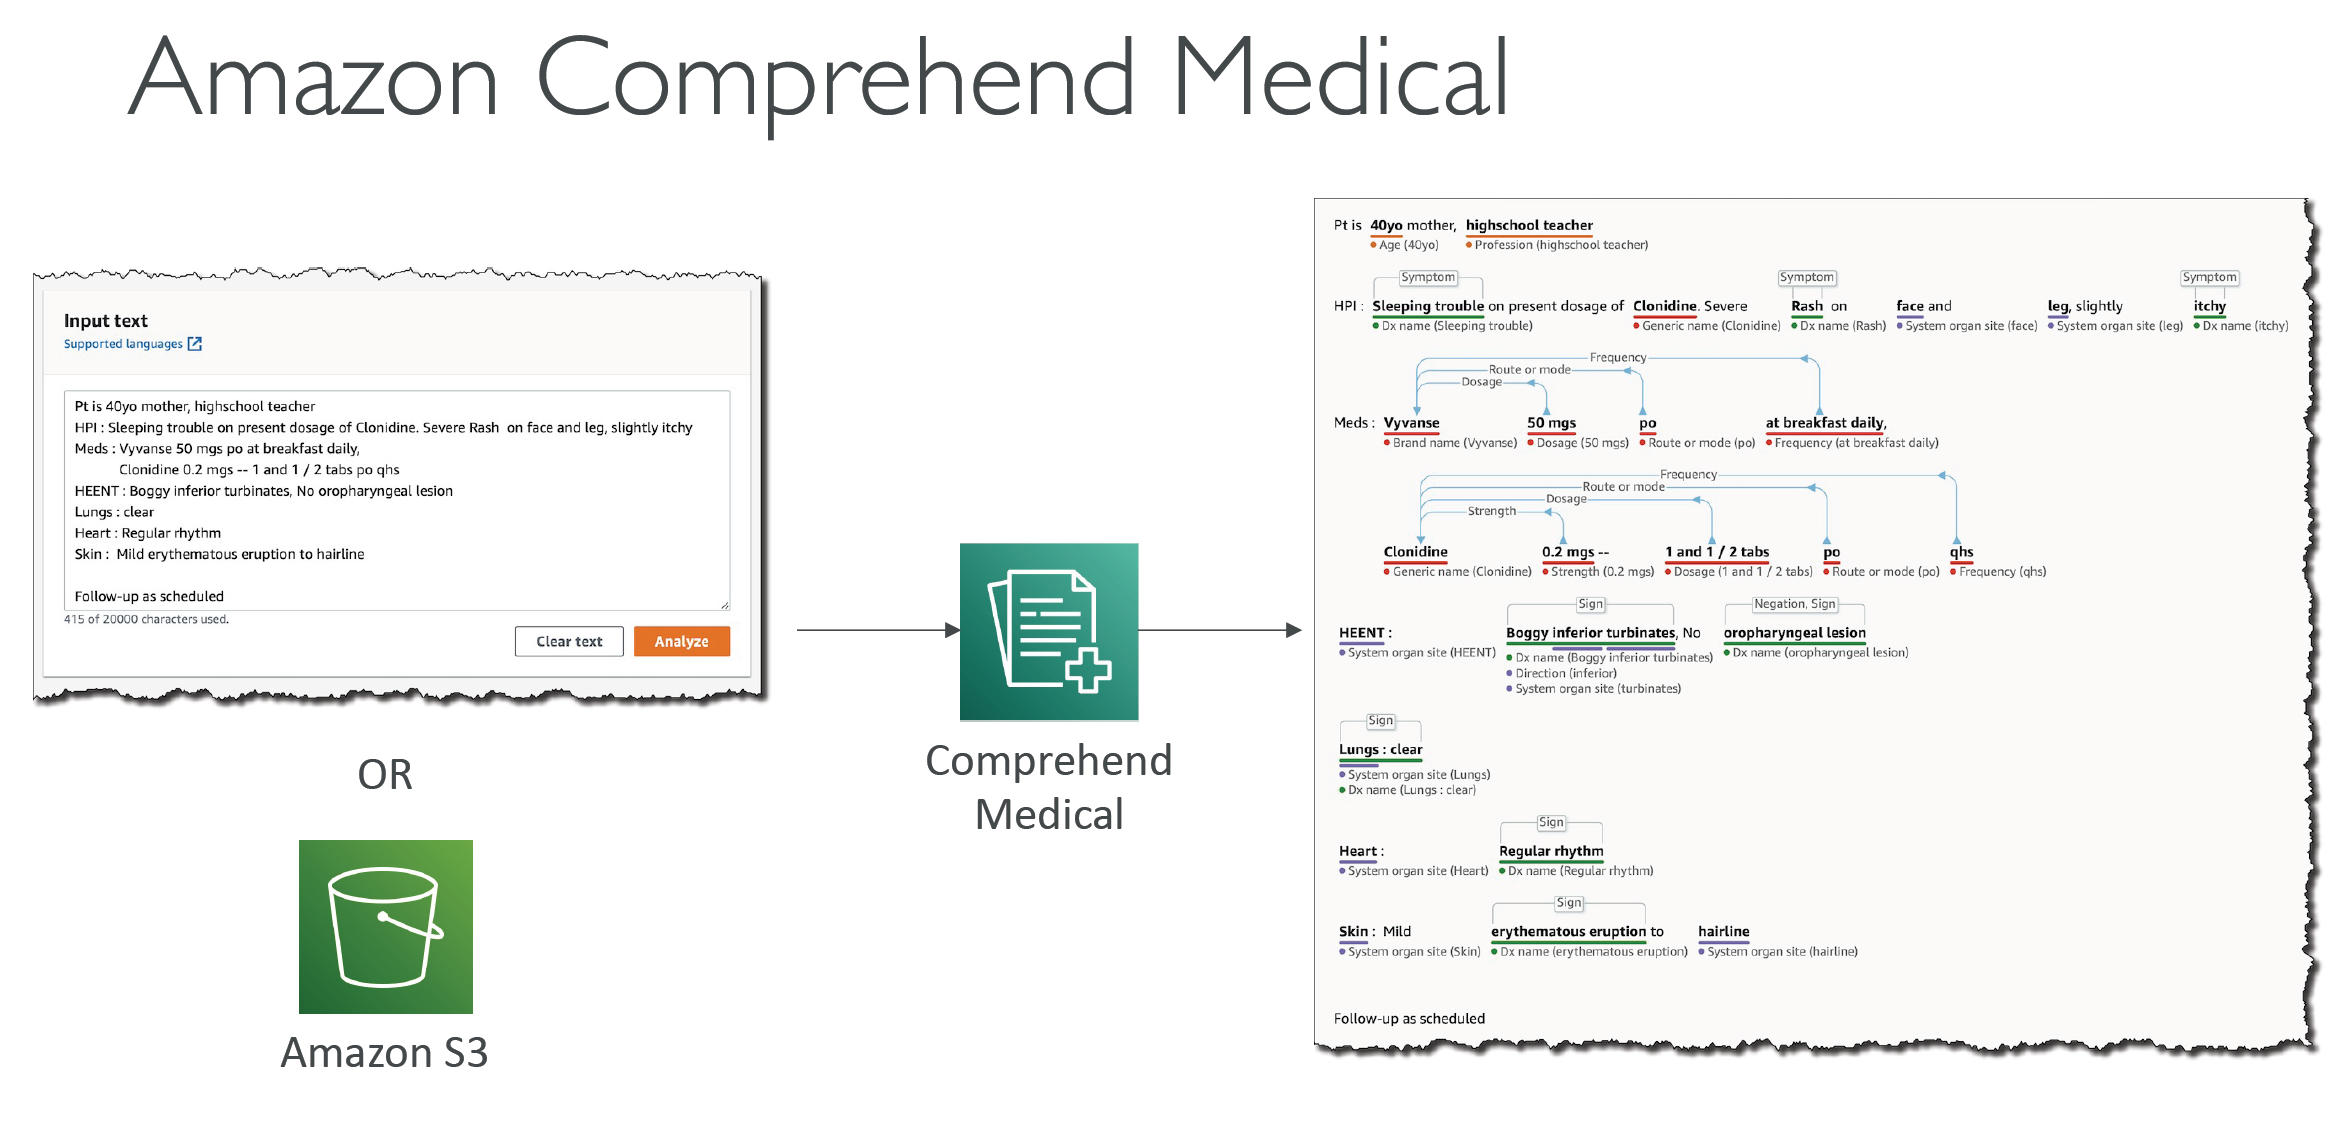 Amazon Comprehend Medical
Input text
Supported languages
Pt is 40yo mother, highschool teacher
HPI : Sleeping trouble on present dosage of Clonidine. Severe Rash on face and leg, slightly itchy
Meds : Vyvanse 50 mgs po at breakfast daily,
Clonidine 0.2 mgs -- 1 and 1 / 2 tabs po qhs
HEENT : Boggy inferior turbinates, No oropharyngeal lesion
Lungs : clear
Heart : Regular rhythm
Skin : Mild erythematous eruption to hairline
Follow-up as scheduled
415 of 20000 characters used.
Clear text Analyze
OR
Amazon S3
Comprehend
Medical
Pt is 40yo mother, highschool teacher
Age (40yo) Profession (highschool teacher)
Symptom Symptom Symptom
HPI : Sleeping trouble on present dosage of Clonidine. Severe Rash on face and leg, slightly itchy
Dx name (Sleeping trouble) Generic name (Clonidine) Dx name (Rash) System organ site (face) System organ site (leg) Dx name (itchy)
Frequency
Route or mode
Dosage
Meds : Vyvanse 50 mgs po at breakfast daily,
Brand name (Vyvanse) Dosage (50 mgs) Route or mode (po) Frequency (at breakfast daily)
Frequency
Route or mode
Dosage
Strength
Clonidine 0.2 mgs -- 1 and 1 / 2 tabs po qhs
Generic name (Clonidine) Strength (0.2 mgs) Dosage (1 and 1 / 2 tabs) Route or mode (po) Frequency (qhs)
Sign Negation, Sign
HEENT : Boggy inferior turbinates, No oropharyngeal lesion
System organ site (HEENT) Dx name (Boggy inferior turbinates) Dx name (oropharyngeal lesion)
Direction (inferior)
System organ site (turbinates)
Sign
Lungs : clear
System organ site (Lungs)
Dx name (Lungs : clear)
Sign
Heart : Regular rhythm
System organ site (Heart) Dx name (Regular rhythm)
Sign
Skin : Mild erythematous eruption to hairline
System organ site (Skin) Dx name (erythematous eruption) System organ site (hairline)
Follow-up as scheduled